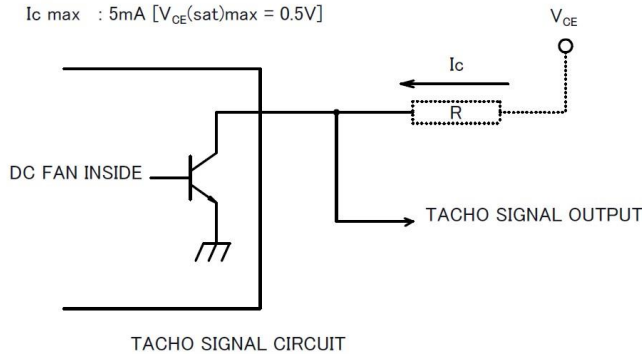 Ic max : 5mA [VCE(sat)max = 0.5V]
VCE
Ic
R
DC FAN INSIDE
TACHO SIGNAL OUTPUT
TACHO SIGNAL CIRCUIT